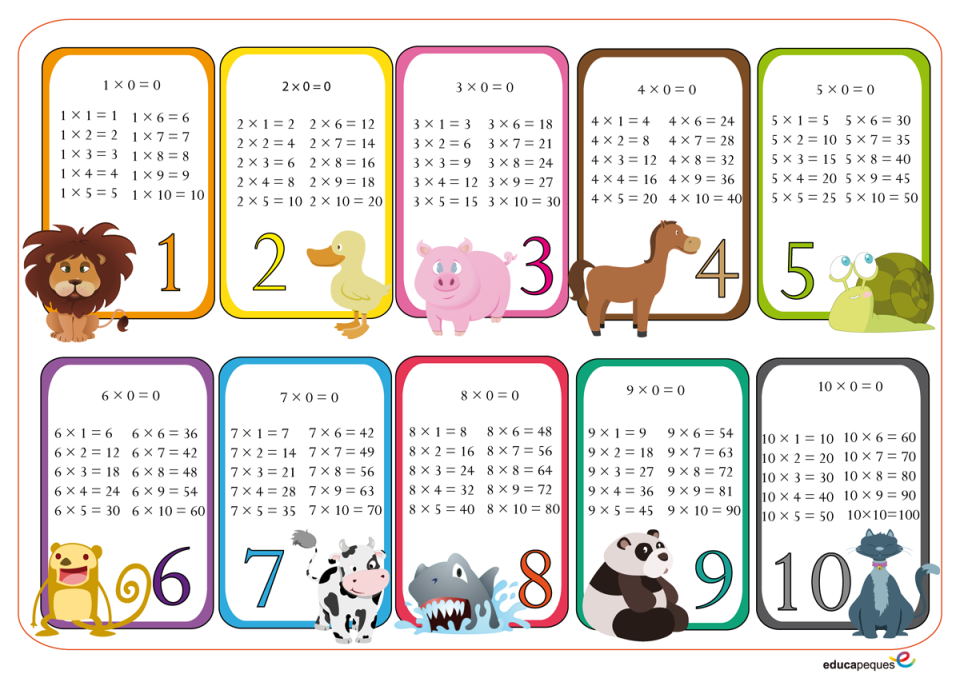 1 × 0 = 0
1 × 1 = 1
1 × 2 = 2
1 × 3 = 3
1 × 4 = 4
1 × 5 = 5
1 × 6 = 6
1 × 7 = 7
1 × 8 = 8
1 × 9 = 9
1 × 10 = 10
1
2 × 0 = 0
2 × 1 = 2
2 × 2 = 4
2 × 3 = 6
2 × 4 = 8
2 × 5 = 10
2 × 6 = 12
2 × 7 = 14
2 × 8 = 16
2 × 9 = 18
2 × 10 = 20
2
3 × 0 = 0
3 × 1 = 3
3 × 2 = 6
3 × 3 = 9
3 × 4 = 12
3 × 5 = 15
3 × 6 = 18
3 × 7 = 21
3 × 8 = 24
3 × 9 = 27
3 × 10 = 30
3
4 × 0 = 0
4 × 1 = 4
4 × 2 = 8
4 × 3 = 12
4 × 4 = 16
4 × 5 = 20
4 × 6 = 24
4 × 7 = 28
4 × 8 = 32
4 × 9 = 36
4 × 10 = 40
4
5 × 0 = 0
5 × 1 = 5
5 × 2 = 10
5 × 3 = 15
5 × 4 = 20
5 × 5 = 25
5 × 6 = 30
5 × 7 = 35
5 × 8 = 40
5 × 9 = 45
5 × 10 = 50
5
6 × 0 = 0
6 × 1 = 6
6 × 2 = 12
6 × 3 = 18
6 × 4 = 24
6 × 5 = 30
6 × 6 = 36
6 × 7 = 42
6 × 8 = 48
6 × 9 = 54
6 × 10 = 60
6
7 × 0 = 0
7 × 1 = 7
7 × 2 = 14
7 × 3 = 21
7 × 4 = 28
7 × 5 = 35
7 × 6 = 42
7 × 7 = 49
7 × 8 = 56
7 × 9 = 63
7 × 10 = 70
7
8 × 0 = 0
8 × 1 = 8
8 × 2 = 16
8 × 3 = 24
8 × 4 = 32
8 × 5 = 40
8 × 6 = 48
8 × 7 = 56
8 × 8 = 64
8 × 9 = 72
8 × 10 = 80
8
9 × 0 = 0
9 × 1 = 9
9 × 2 = 18
9 × 3 = 27
9 × 4 = 36
9 × 5 = 45
9 × 6 = 54
9 × 7 = 63
9 × 8 = 72
9 × 9 = 81
9 × 10 = 90
9
10 × 0 = 0
10 × 1 = 10
10 × 2 = 20
10 × 3 = 30
10 × 4 = 40
10 × 5 = 50
10 × 6 = 60
10 × 7 = 70
10 × 8 = 80
10 × 9 = 90
10×10=100
10
educapeques